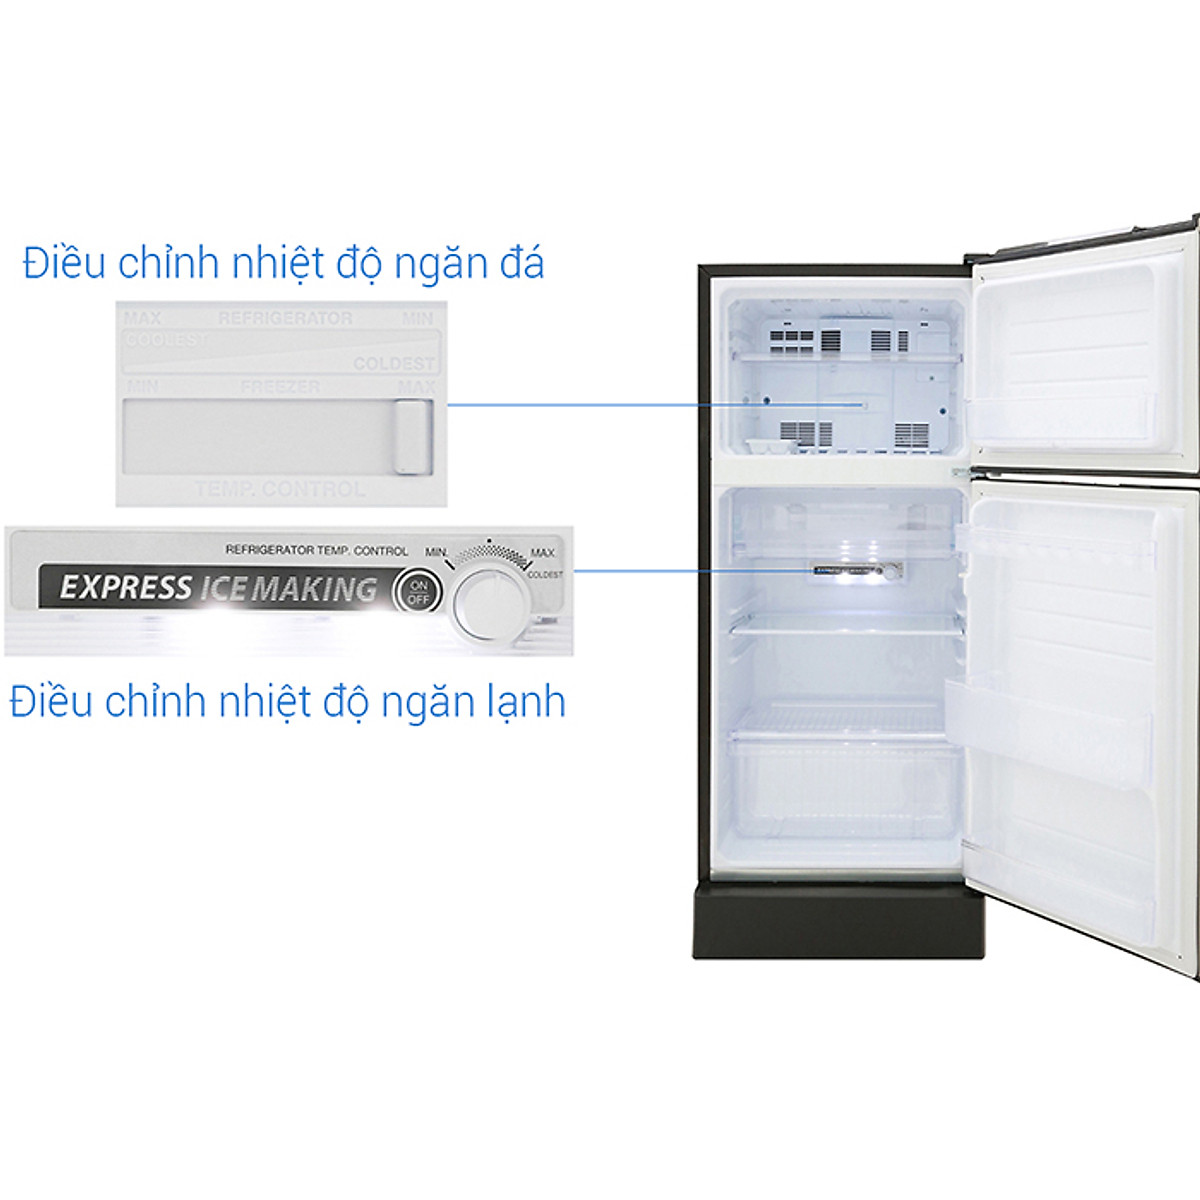 Điều chỉnh nhiệt độ ngăn đá
MAX REFRIGERATOR MIN
COOLEST
COLDEST
MIN FREEZER MAX
TEMP. CONTROL
REFRIGERATOR TEMP. CONTROL MIN. MAX.
COLDEST
EXPRESS ICE MAKING ON
OFF
Điều chỉnh nhiệt độ ngăn lạnh